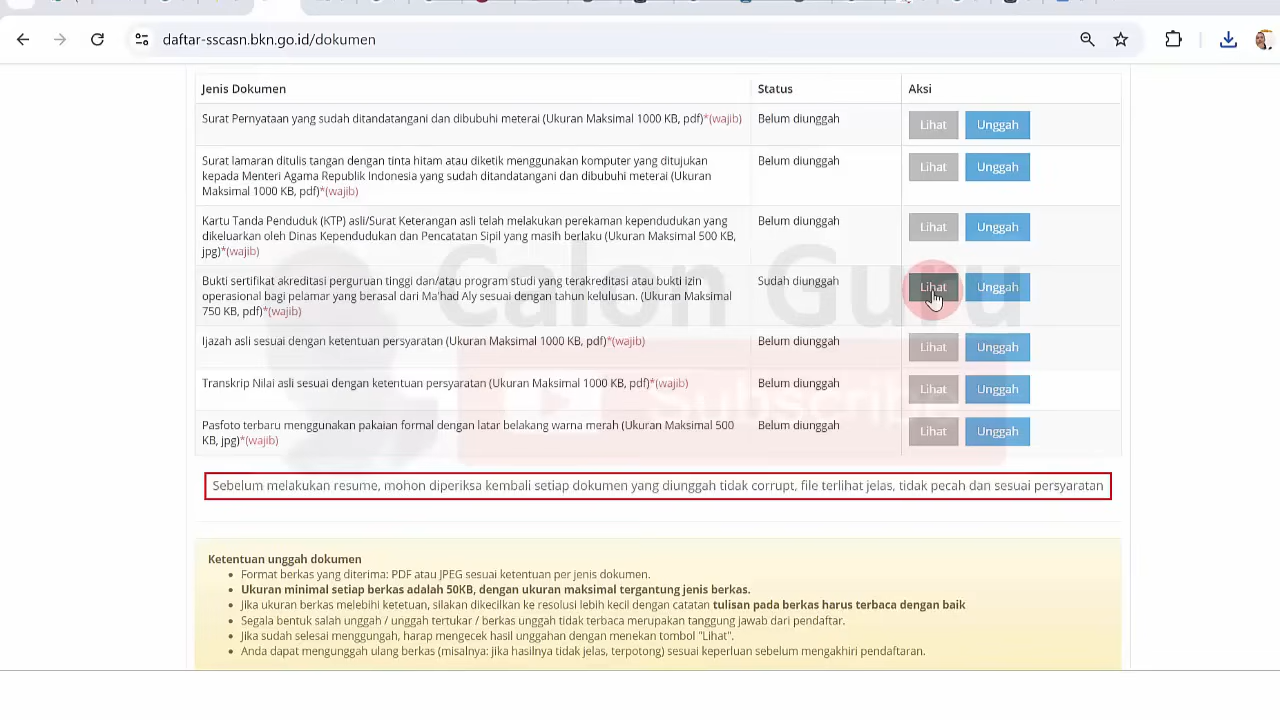 daftar-sscasn.bkn.go.id/dokumen
Jenis Dokumen Status Aksi
Surat Pernyataan yang sudah ditandatangani dan dibubuhi meterai (Ukuran Maksimal 1000 KB, pdf)*(wajib) Belum diunggah Lihat Unggah
Surat lamaran ditulis tangan dengan tinta hitam atau diketik menggunakan komputer yang ditujukan Belum diunggah Lihat Unggah
kepada Menteri Agama Republik Indonesia yang sudah ditandatangani dan dibubuhi meterai (Ukuran
Maksimal 1000 KB, pdf)*(wajib)
Kartu Tanda Penduduk (KTP) asli/Surat Keterangan asli telah melakukan perekaman kependudukan yang Belum diunggah Lihat Unggah
dikeluarkan oleh Dinas Kependudukan dan Pencatatan Sipil yang masih berlaku (Ukuran Maksimal 500 KB,
jpg)*(wajib)
Calon Guru
Bukti sertifikat akreditasi perguruan tinggi dan/atau program studi yang terakreditasi atau bukti izin Sudah diunggah Lihat Unggah
operasional bagi pelamar yang berasal dari Ma'had Aly sesuai dengan tahun kelulusan. (Ukuran Maksimal
750 KB, pdf)*(wajib)
Ijazah asli sesuai dengan ketentuan persyaratan (Ukuran Maksimal 1000 KB, pdf)*(wajib) Belum diunggah Lihat Unggah
Transkrip Nilai asli sesuai dengan ketentuan persyaratan (Ukuran Maksimal 1000 KB, pdf)*(wajib) Belum diunggah Lihat Unggah
Subscribe
Pasfoto terbaru menggunakan pakaian formal dengan latar belakang warna merah (Ukuran Maksimal 500 Belum diunggah Lihat Unggah
KB, jpg)*(wajib)
Sebelum melakukan resume, mohon diperiksa kembali setiap dokumen yang diunggah tidak corrupt, file terlihat jelas, tidak pecah dan sesuai persyaratan
Ketentuan unggah dokumen
• Format berkas yang diterima: PDF atau JPEG sesuai ketentuan per jenis dokumen.
• Ukuran minimal setiap berkas adalah 50KB, dengan ukuran maksimal tergantung jenis berkas.
• Jika ukuran berkas melebihi ketetuan, silakan dikecilkan ke resolusi lebih kecil dengan catatan tulisan pada berkas harus terbaca dengan baik
• Segala bentuk salah unggah / unggah tertukar / berkas unggah tidak terbaca merupakan tanggung jawab dari pendaftar.
• Jika sudah selesai menggungah, harap mengecek hasil unggahan dengan menekan tombol "Lihat".
• Anda dapat mengunggah ulang berkas (misalnya: jika hasilnya tidak jelas, terpotong) sesuai keperluan sebelum mengakhiri pendaftaran.